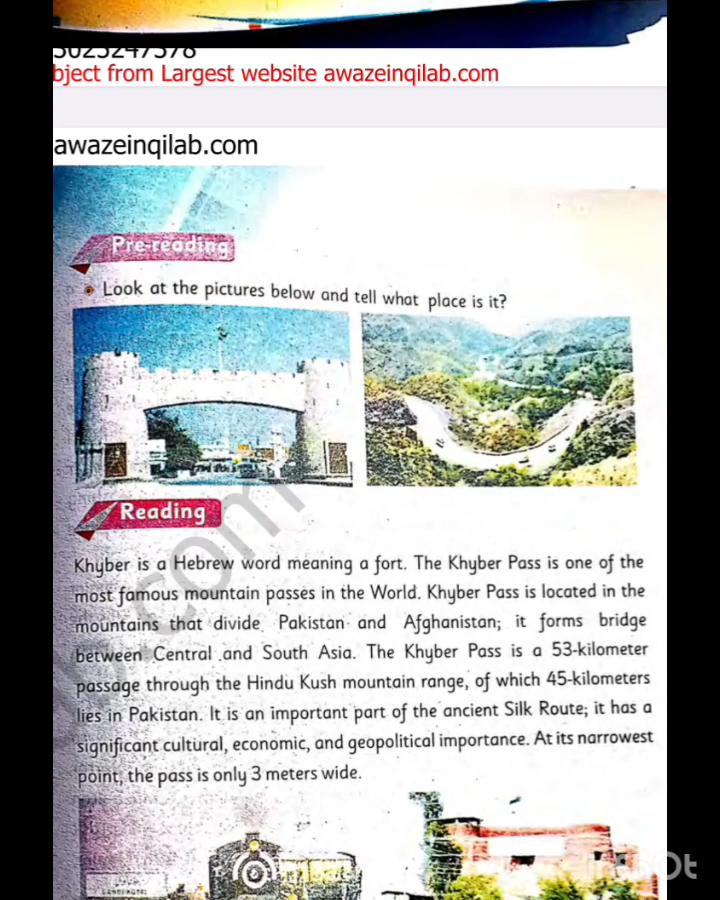 bject from Largest website awazeinqilab.com
awazeinqilab.com
Pre-reading
Look at the pictures below and tell what place is it?
Reading
Khyber is a Hebrew word meaning a fort. The Khyber Pass is one of the
most famous mountain passes in the World. Khyber Pass is located in the
mountains that divide Pakistan and Afghanistan; it forms bridge
between Central and South Asia. The Khyber Pass is a 53-kilometer
passage through the Hindu Kush mountain range, of which 45-kilometers
lies in Pakistan. It is an important part of the ancient Silk Route; it has a
significant cultural, economic, and geopolitical importance. At its narrowest
point, the pass is only 3 meters wide.